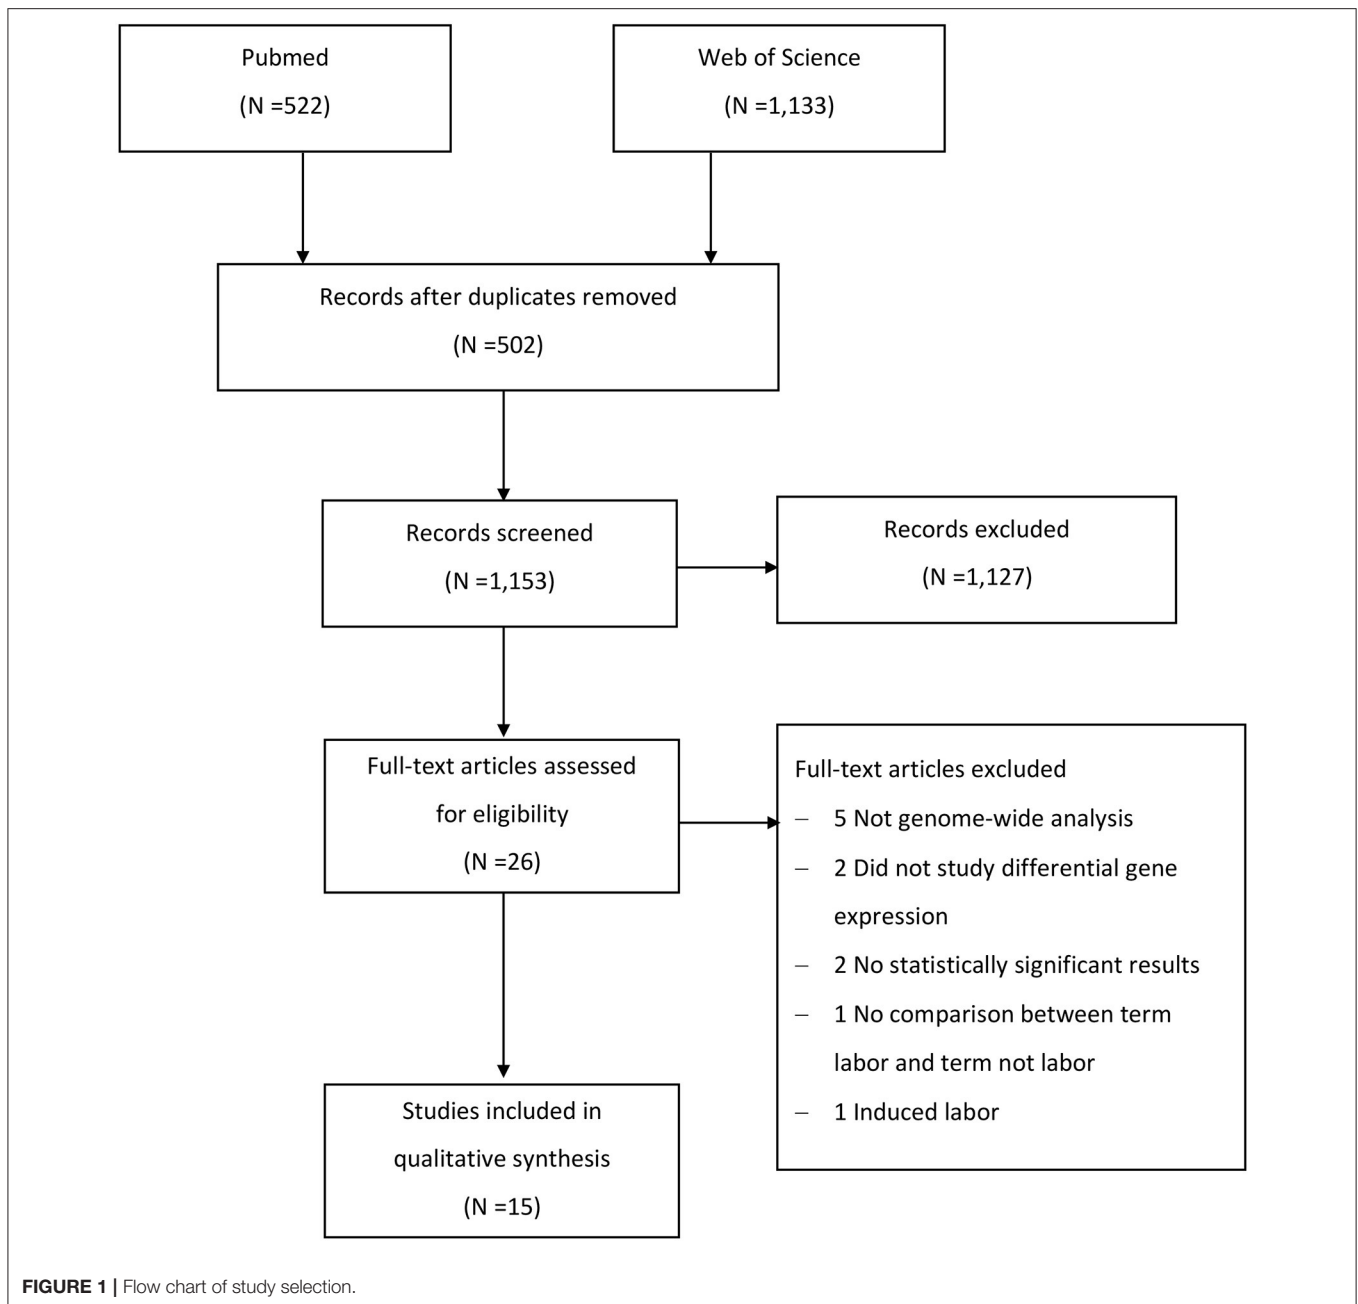 Pubmed
(N =522)
Web of Science
(N =1,133)
Records after duplicates removed
(N =502)
Records screened
(N =1,153)
Records excluded
(N =1,127)
Full-text articles assessed
for eligibility
(N =26)
Full-text articles excluded
– 5 Not genome-wide analysis
– 2 Did not study differential gene
expression
– 2 No statistically significant results
– 1 No comparison between term
labor and term not labor
– 1 Induced labor
Studies included in
qualitative synthesis
(N =15)
FIGURE 1 | Flow chart of study selection.